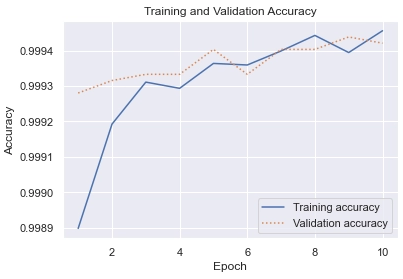 Training and Validation Accuracy
Accuracy
0.9994
0.9993
0.9992
0.9991
0.9990
0.9989
2 4 6 8 10
Epoch
Training accuracy
Validation accuracy